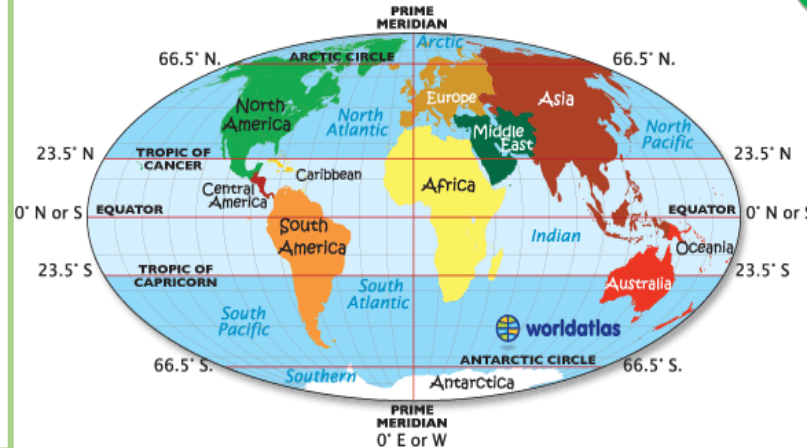 PRIME
MERIDIAN
Arctic
66.5° N.
ARCTIC CIRCLE
66.5° N.
North
America
Europe
Asia
North
Atlantic
Middle
East
North
Pacific
23.5° N
TROPIC OF
CANCER
23.5° N
Caribbean
Central
America
Africa
0° N or S
EQUATOR
EQUATOR
0° N or S
South
America
Indian
Oceania
23.5° S
TROPIC OF
CAPRICORN
23.5° S
South
Atlantic
Australia
South
Pacific
worldatlas
ANTARCTIC CIRCLE
66.5° S.
66.5° S.
Southern
Antarctica
PRIME
MERIDIAN
0° E or W